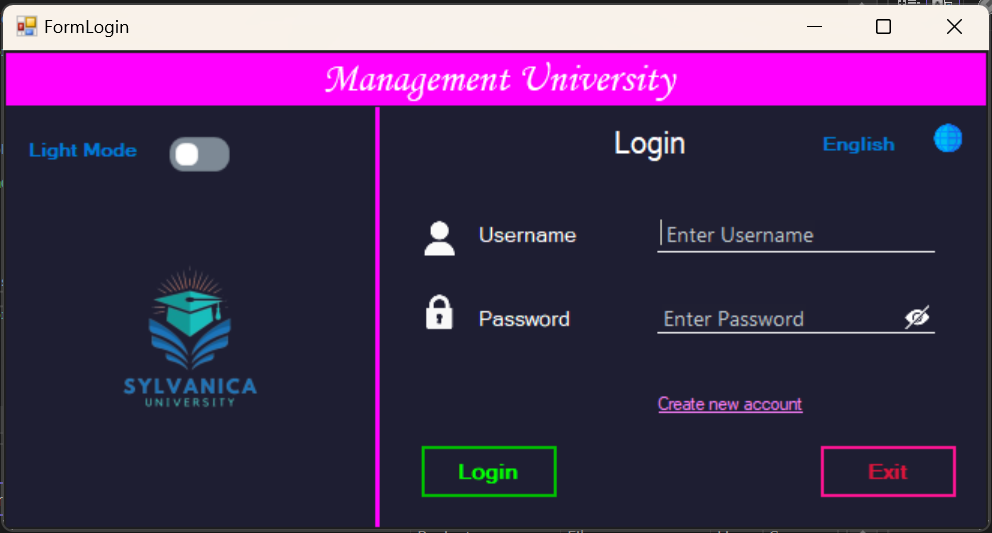 FormLogin
Management University
Light Mode
Login
English
Username
Enter Username
Password
Enter Password
SYLVANICA
UNIVERSITY
Create new account
Login
Exit